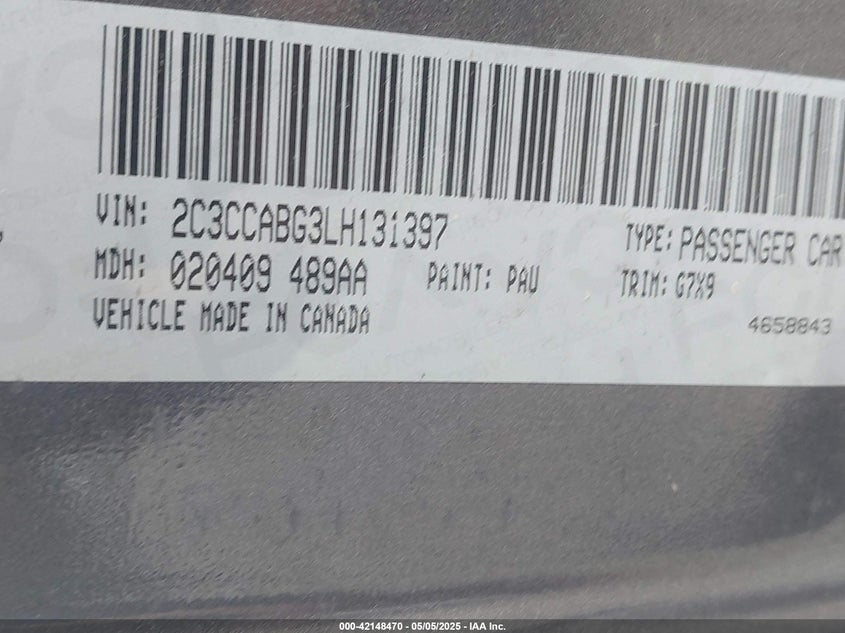 VIN: 2C3CCABG3LH131397 TYPE: PASSENGER CAR
MDH: 020409 489AA PAINT: PAU TRIM: G7X9
VEHICLE MADE IN CANADA 4658843
000-42148470 - 05/05/2025 - IAA Inc.